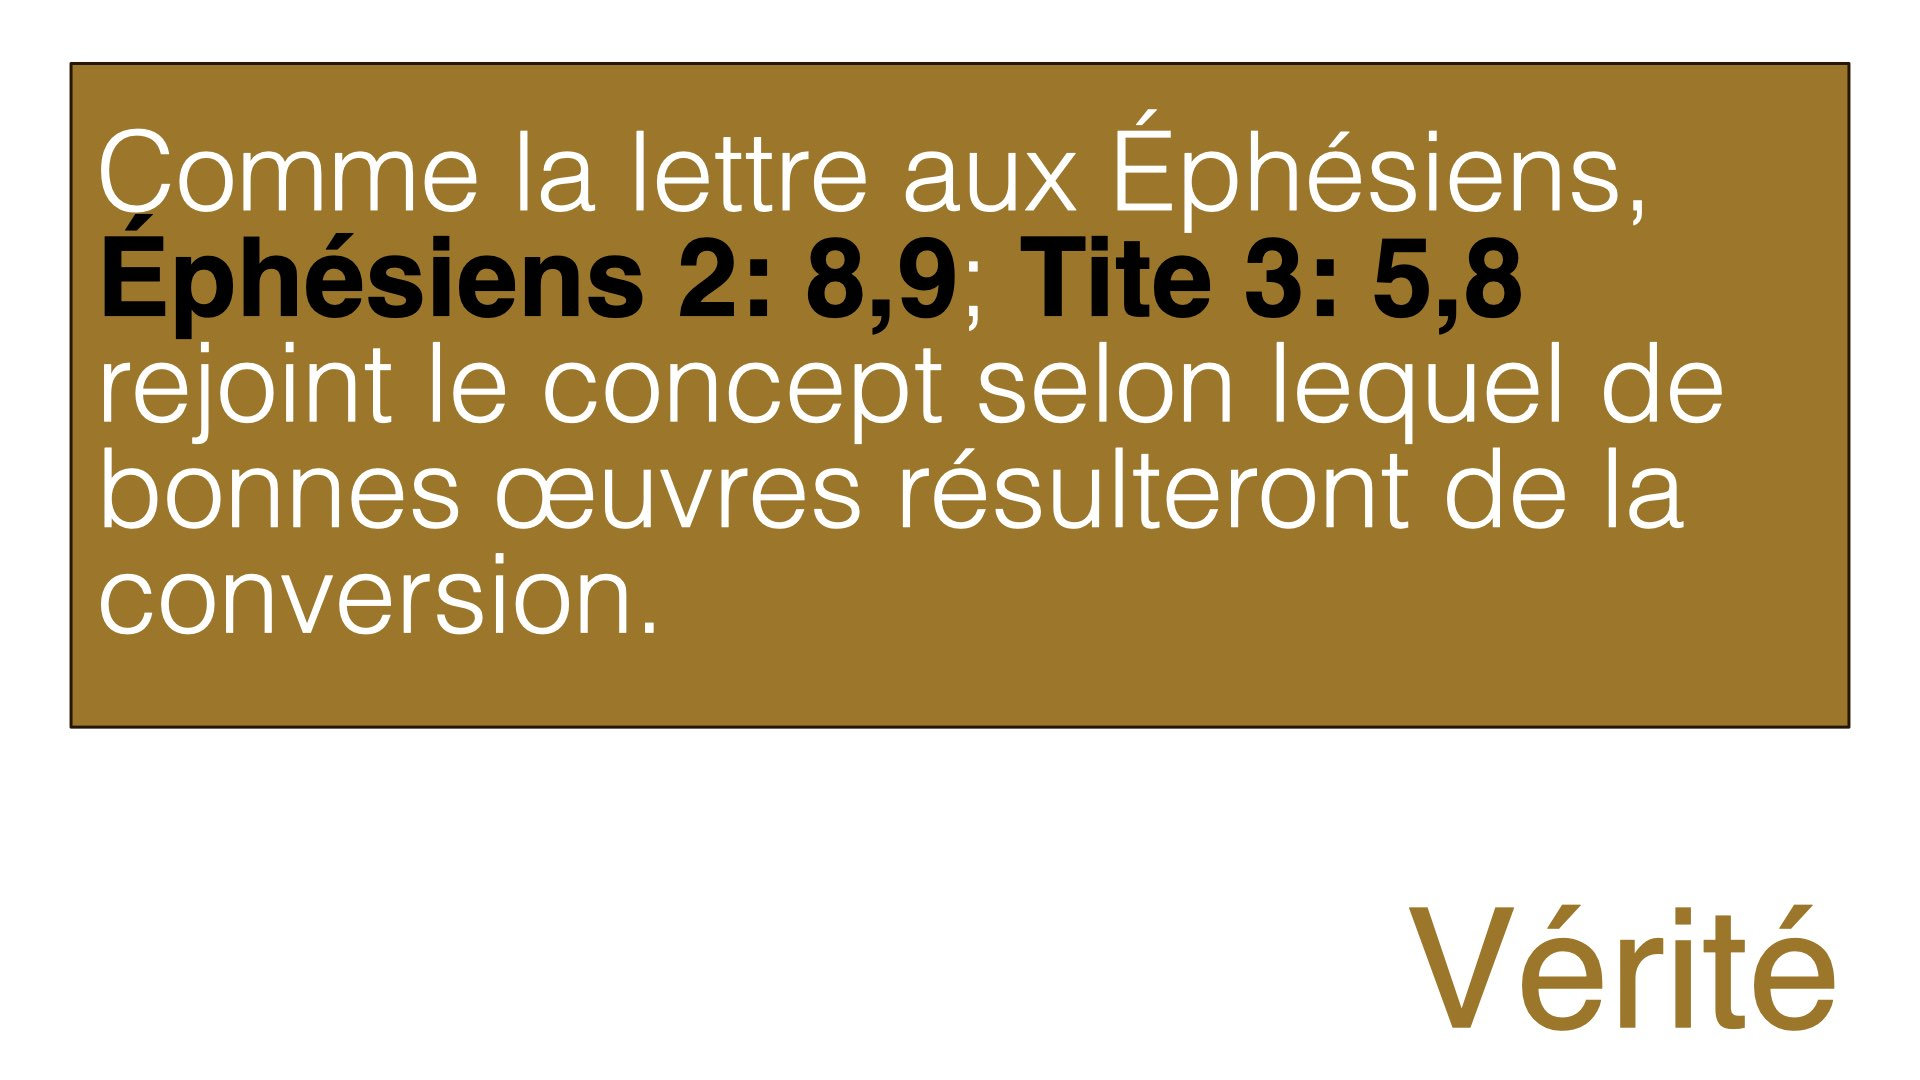 Comme la lettre aux Éphésiens,
Éphésiens 2: 8,9; Tite 3: 5,8
rejoint le concept selon lequel de
bonnes œuvres résulteront de la
conversion.
Vérité